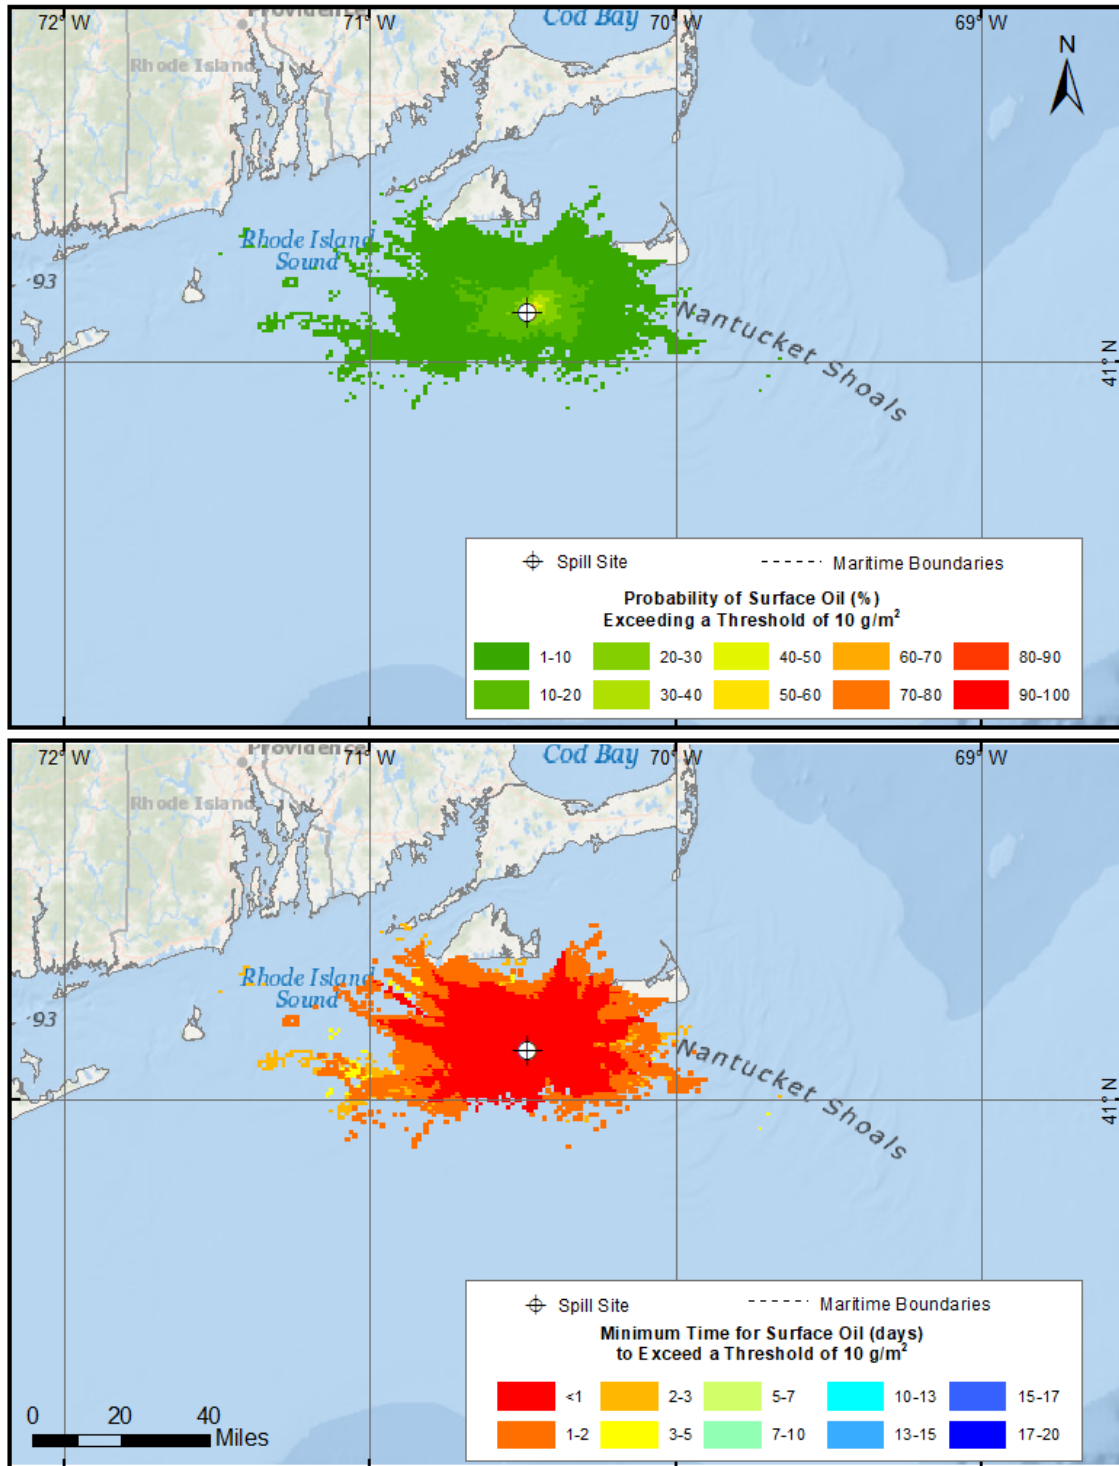 72° W
Providence
71° W
Cod Bay
70° W
69° W
Rhode Island
N
Rhode Island
Sound
93
Nantucket Shoals
41° N
Spill Site
Maritime Boundaries
Probability of Surface Oil (%)
Exceeding a Threshold of 10 g/m²
1-10
20-30
40-50
60-70
80-90
10-20
30-40
50-60
70-80
90-100
72° W
Providence
71° W
Cod Bay
70° W
69° W
Rhode Island
Rhode Island
Sound
93
Nantucket Shoals
41° N
Spill Site
Maritime Boundaries
Minimum Time for Surface Oil (days)
to Exceed a Threshold of 10 g/m²
<1
2-3
5-7
10-13
15-17
1-2
3-5
7-10
13-15
17-20
0 20 40
Miles